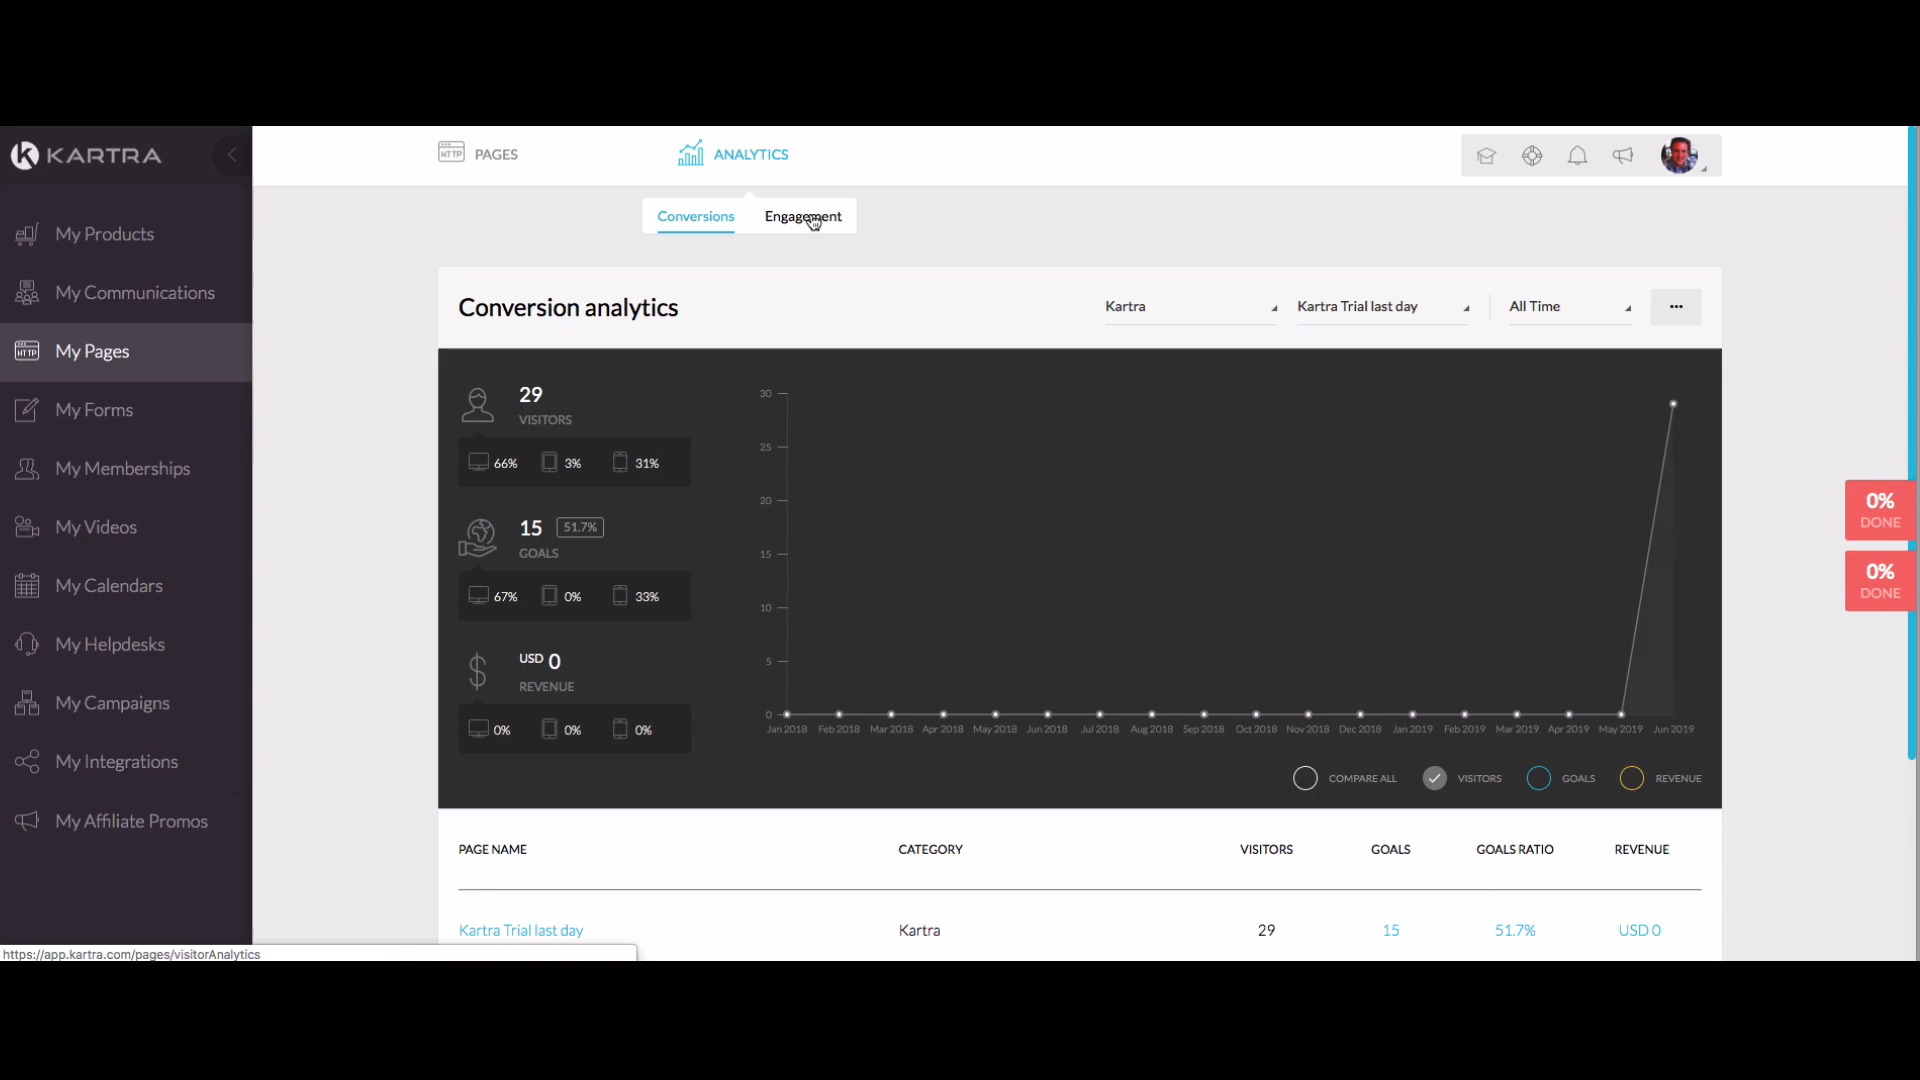 KARTRA
HTTP PAGES
ANALYTICS
Conversions
Engagement
My Products
My Communications
HTTP My Pages
My Forms
My Memberships
My Videos
My Calendars
My Helpdesks
My Campaigns
My Integrations
My Affiliate Promos
Conversion analytics
Kartra
Kartra Trial last day
All Time
29
VISITORS
66% 3% 31%
15 51.7%
GOALS
67% 0% 33%
USD 0
REVENUE
0% 0% 0%
30
25
20
15
10
5
0
Jan 2018 Feb 2018 Mar 2018 Apr 2018 May 2018 Jun 2018 Jul 2018 Aug 2018 Sep 2018 Oct 2018 Nov 2018 Dec 2018 Jan 2019 Feb 2019 Mar 2019 Apr 2019 May 2019 Jun 2019
COMPARE ALL VISITORS GOALS REVENUE
PAGE NAME CATEGORY VISITORS GOALS GOALS RATIO REVENUE
Kartra Trial last day Kartra 29 15 51.7% USD 0
0%
DONE
0%
DONE
https://app.kartra.com/pages/visitorAnalytics